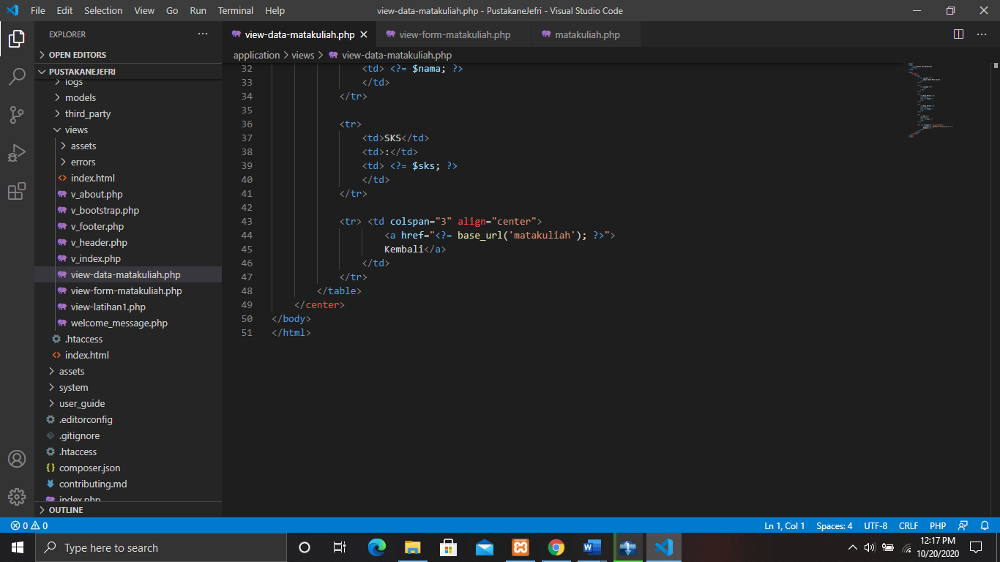 File Edit Selection View Go Run Terminal Help
view-data-matakuliah.php - PustakaneJefri - Visual Studio Code
EXPLORER
OPEN EDITORS
PUSTAKANEJEFRI
logs
models
third_party
views
assets
errors
index.html
v_about.php
v_bootstrap.php
v_footer.php
v_header.php
v_index.php
view-data-matakuliah.php
view-form-matakuliah.php
view-latihan1.php
welcome_message.php
.htaccess
index.html
assets
system
user_guide
.editorconfig
.gitignore
.htaccess
composer.json
contributing.md
index.php
OUTLINE
view-data-matakuliah.php view-form-matakuliah.php matakuliah.php
application > views > view-data-matakuliah.php
32 <td> <?= $nama; ?>
33 </td>
34 </tr>
35
36 <tr>
37 <td>SKS</td>
38 <td>:</td>
39 <td> <?= $sks; ?>
40 </td>
41 </tr>
42
43 <tr> <td colspan="3" align="center">
44 <a href="<?= base_url('matakuliah'); ?>">
45 Kembali</a>
46 </td>
47 </tr>
48 </table>
49 </center>
50 </body>
51 </html>
0 0 Ln 1, Col 1 Spaces: 4 UTF-8 CRLF PHP
Type here to search
12:17 PM
10/20/2020